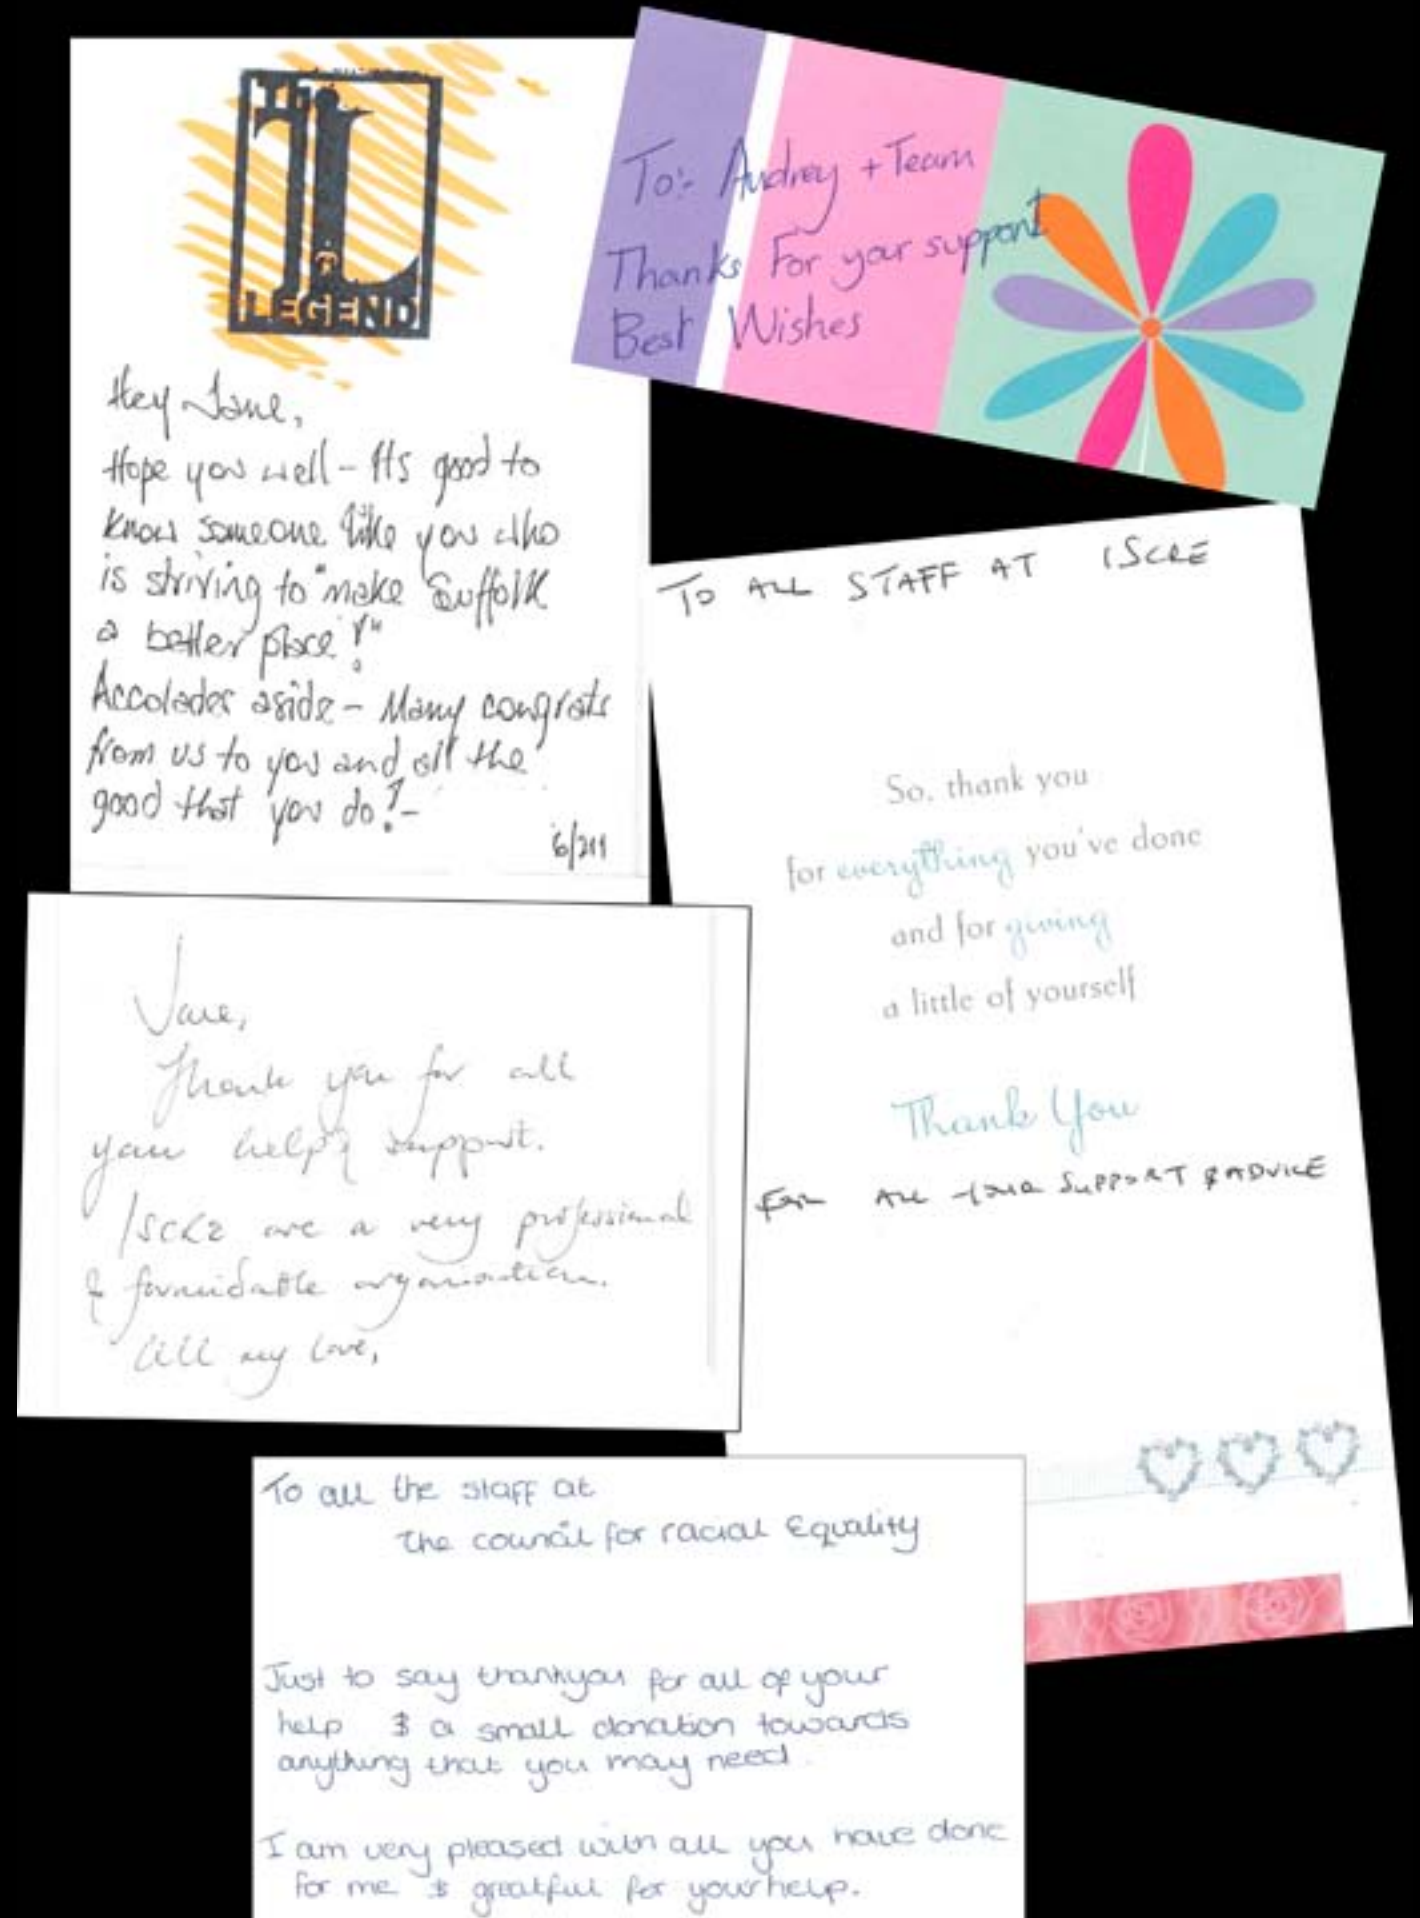 LEGEND
Hey Jane,
Hope you well - Its good to
know someone like you who
is striving to "make Suffolk
a better place!"
Accolades aside - Many congrats
from us to you and all the
good that you do! -
To:- Audrey + Team
Thanks For your support
Best Wishes
TO ALL STAFF AT ISCRE
So, thank you
for everything you've done
and for giving
a little of yourself
Thank You
FOR ALL YOUR SUPPORT & ADVICE
Jane,
Thank you for all
your help & support.
ISCRE are a very professional
& formidable organisation.
All my love,
To all the staff at
the council for racial Equality
Just to say thankyou for all of your
help & a small donation towards
anything that you may need.
I am very pleased with all you have done
for me & greatful for your help.